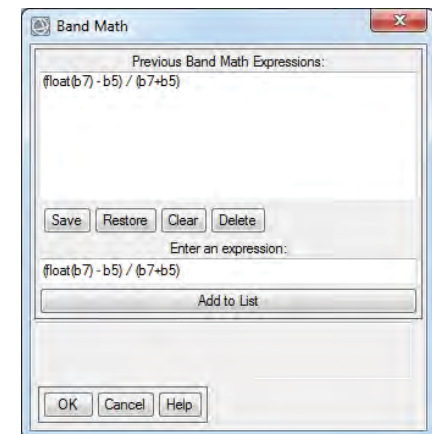 Band Math
Previous Band Math Expressions:
(float(b7) - b5) / (b7+b5)
Save Restore Clear Delete
Enter an expression:
(float(b7) - b5) / (b7+b5)
Add to List
OK Cancel Help